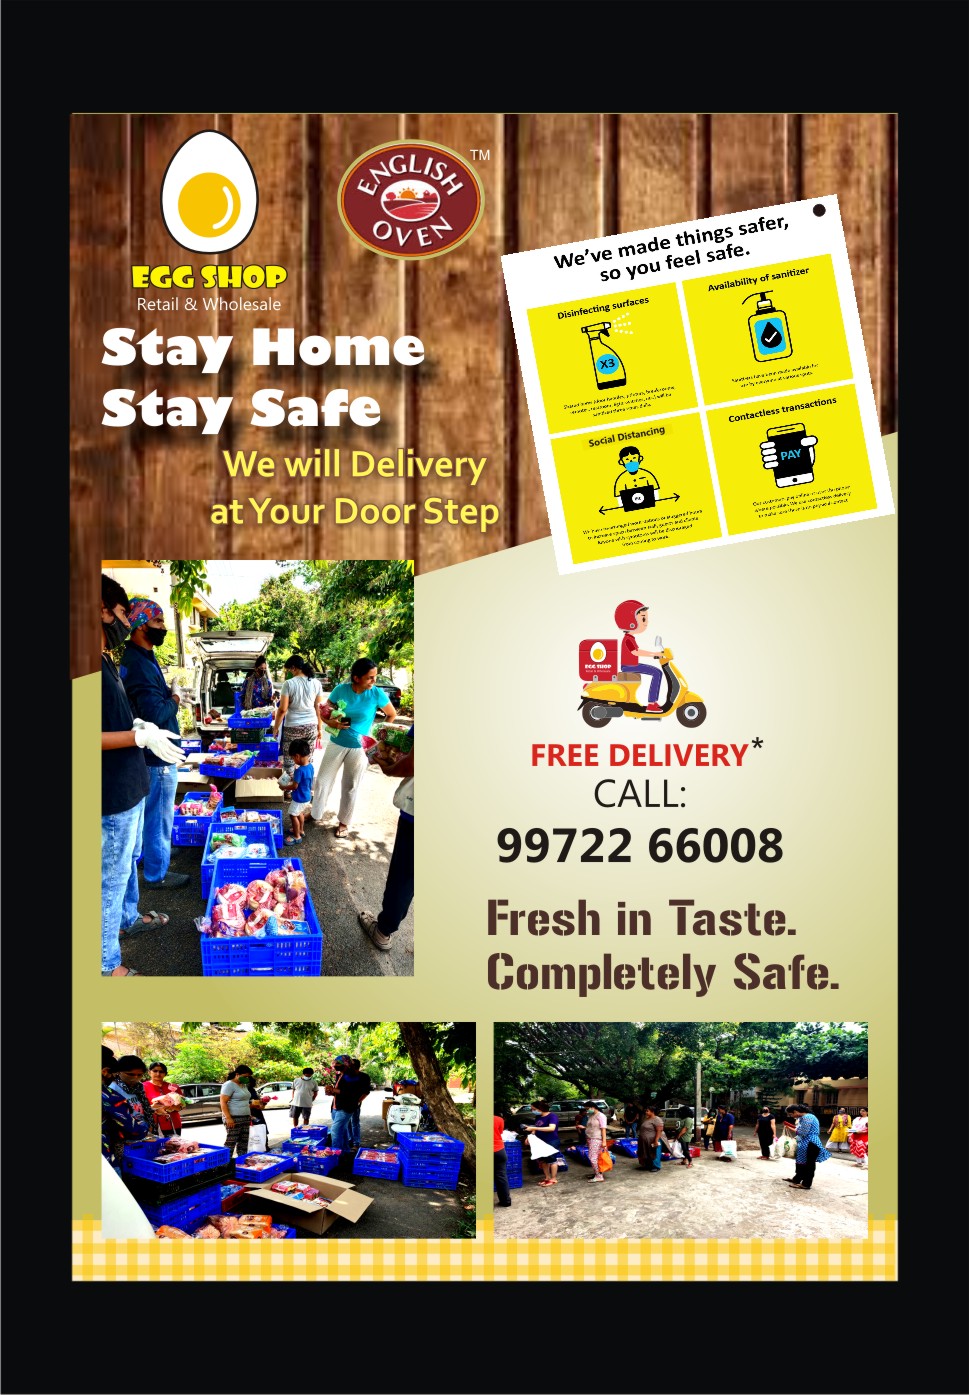 EGG SHOP
Retail & Wholesale
ENGLISH
OVEN
TM
Stay Home
Stay Safe
We will Delivery
at Your Door Step
We've made things safer,
so you feel safe.
Disinfecting surfaces
X3
Availability of sanitizer
Social Distancing
Contactless transactions
PAY
EGG SHOP
FREE DELIVERY*
CALL:
99722 66008
Fresh in Taste.
Completely Safe.